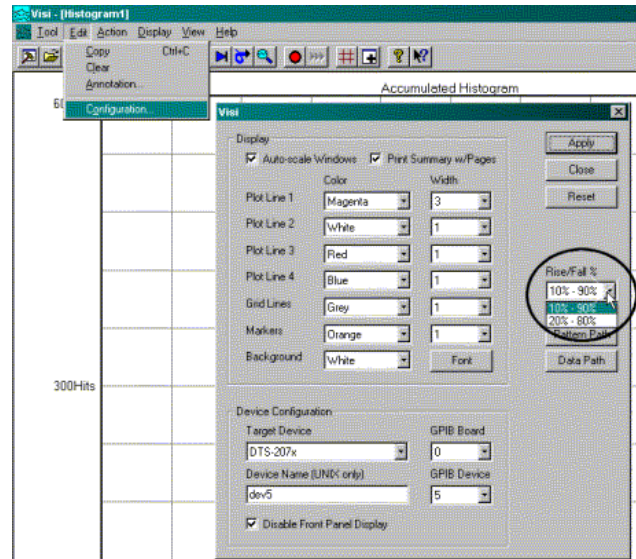 Visi - [Histogram1]
Tool Edit Action Display View Help
Copy Ctrl+C
Clear
Annotation...
Configuration...
Accumulated Histogram
300Hits
Visi
Display
Auto-scale Windows Print Summary w/Pages
Color Width
Plot Line 1 Magenta 3
Plot Line 2 White 1
Plot Line 3 Red 1
Plot Line 4 Blue 1
Grid Lines Grey 1
Markers Orange 1
Background White Font
Apply
Close
Reset
Rise/Fall %
10% - 90%
10% - 90%
20% - 80%
Pattern Path
Data Path
Device Configuration
Target Device GPIB Board
DTS-207x 0
Device Name (UNIX only) GPIB Device
dev5 5
Disable Front Panel Display